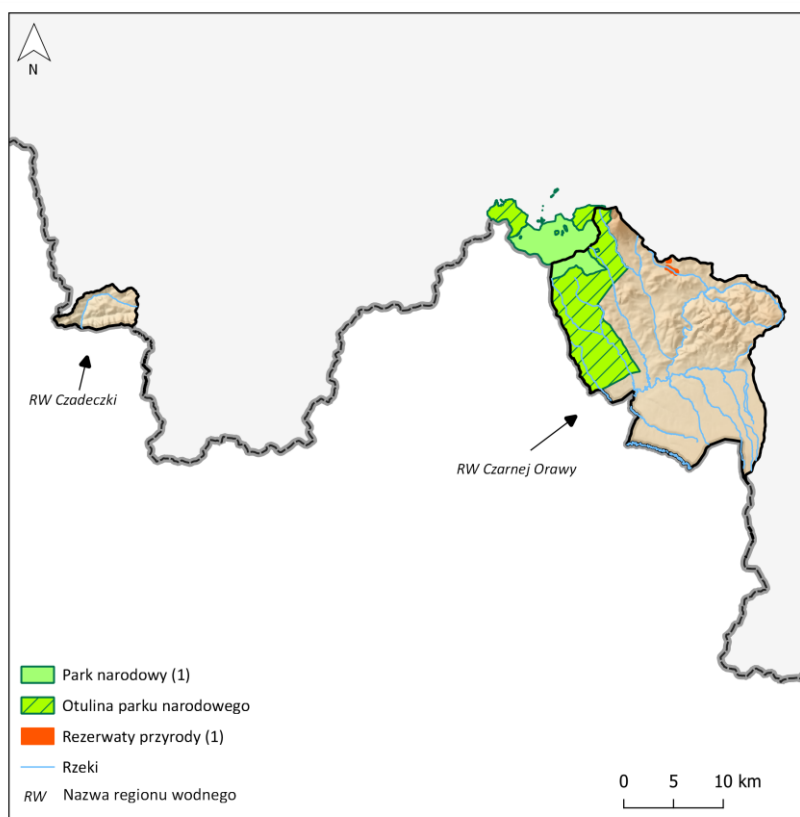 N
RW Czadeczki
RW Czarnej Orawy
Park narodowy (1)
Otulina parku narodowego
Rezerwaty przyrody (1)
Rzeki
RW Nazwa regionu wodnego
0 5 10 km